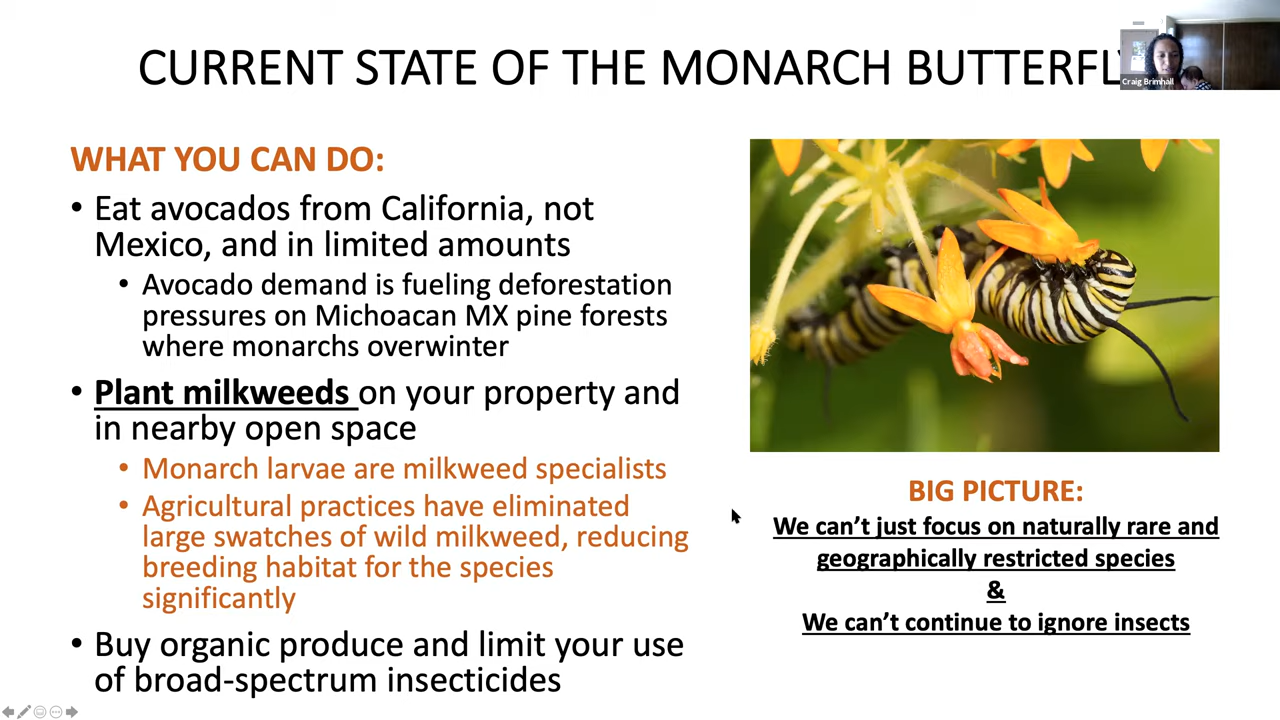 CURRENT STATE OF THE MONARCH BUTTERFL
Craig Brimhall
WHAT YOU CAN DO:
• Eat avocados from California, not
Mexico, and in limited amounts
• Avocado demand is fueling deforestation
pressures on Michoacan MX pine forests
where monarchs overwinter
• Plant milkweeds on your property and
in nearby open space
• Monarch larvae are milkweed specialists
• Agricultural practices have eliminated
large swatches of wild milkweed, reducing
breeding habitat for the species
significantly
• Buy organic produce and limit your use
of broad-spectrum insecticides
BIG PICTURE:
We can't just focus on naturally rare and
geographically restricted species
&
We can't continue to ignore insects